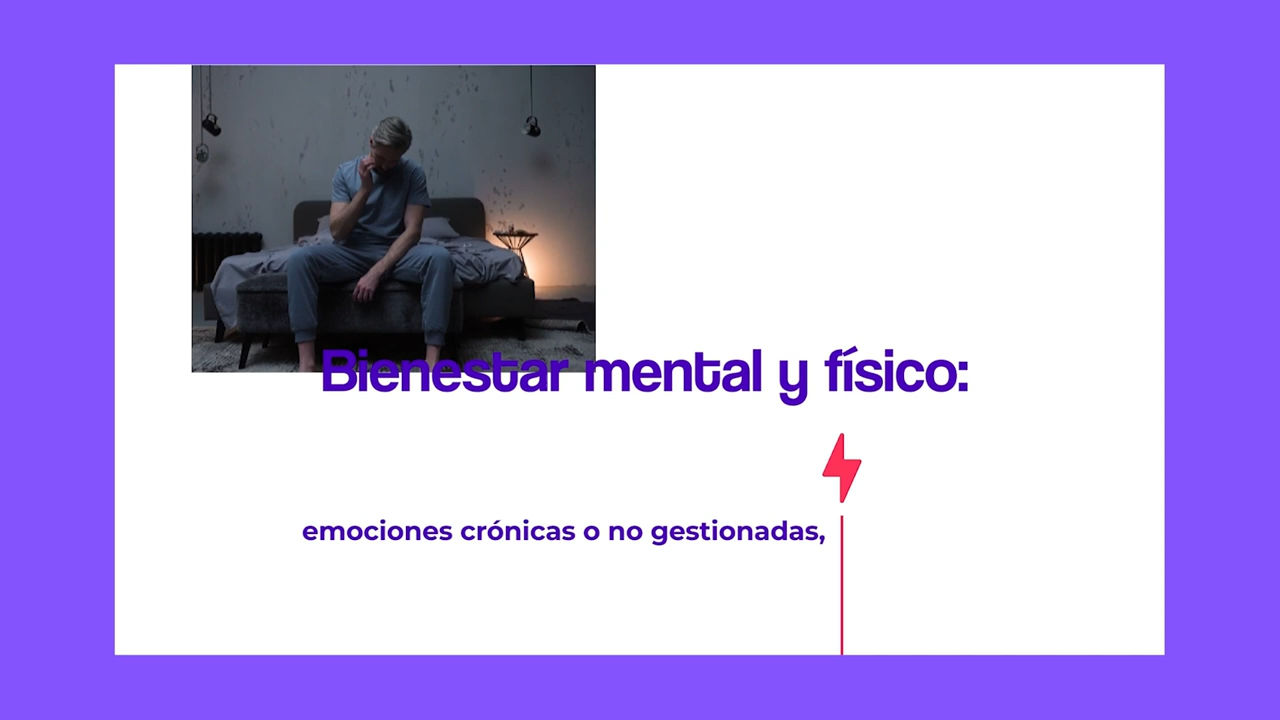 Bienestar mental y físico:
emociones crónicas o no gestionadas,